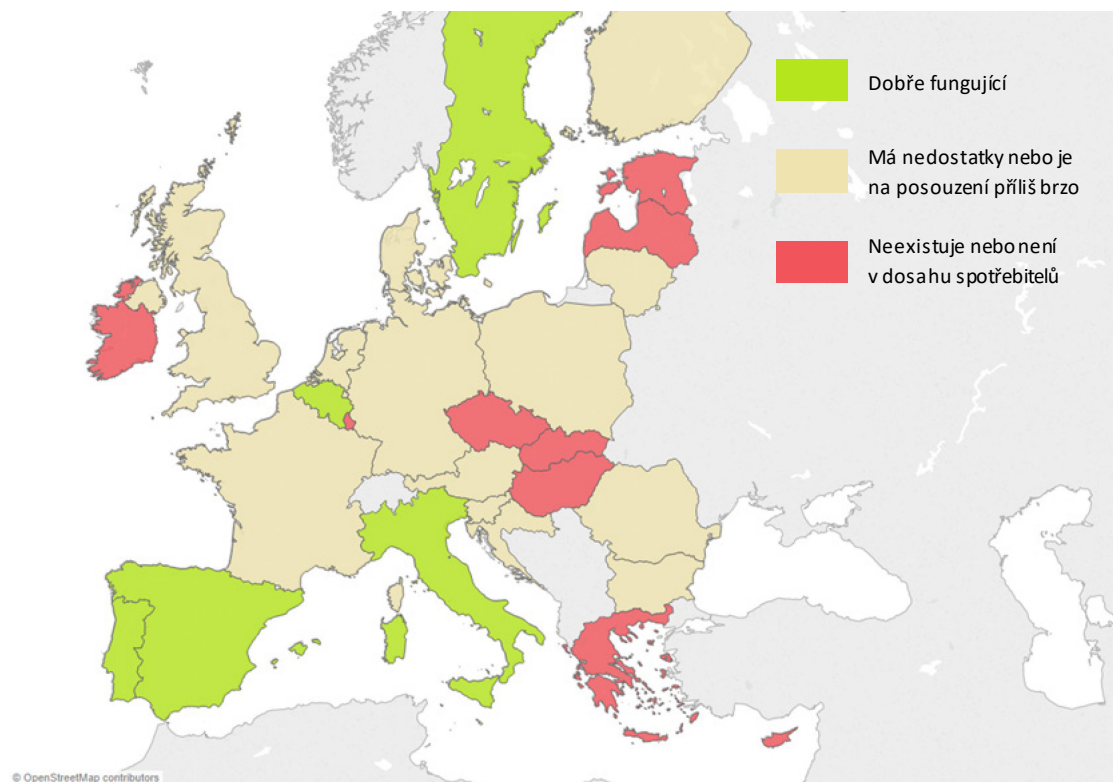 Dobře fungující
Má nedostatky nebo je
na posouzení příliš brzo
Neexistuje nebo není
v dosahu spotřebitelů
© OpenStreetMap contributors